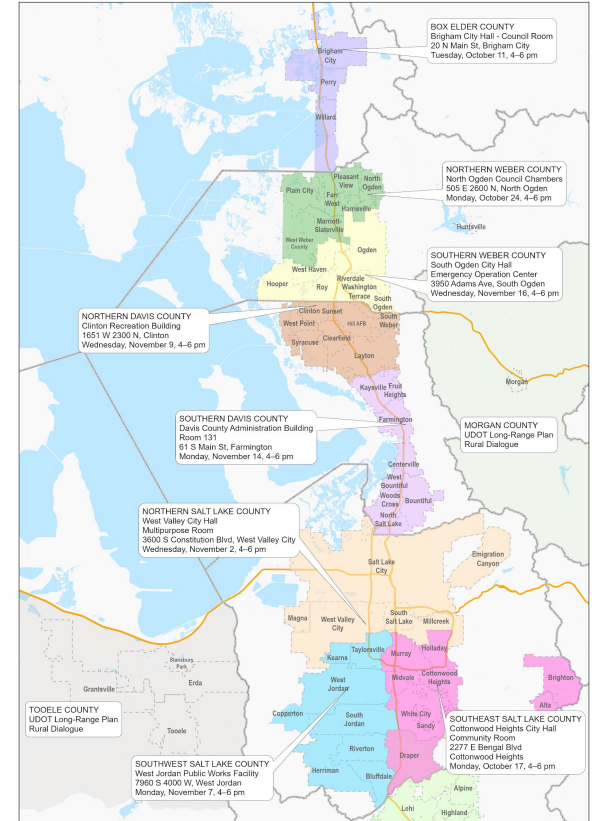 BOX ELDER COUNTY
Brigham City Hall - Council Room
20 N Main St, Brigham City
Tuesday, October 11, 4–6 pm
Brigham
City
Perry
Willard
NORTHERN WEBER COUNTY
North Ogden Council Chambers
505 E 2600 N, North Ogden
Monday, October 24, 4–6 pm
Pleasant
View
North
Ogden
Plain City
Farr
West
Harrisville
Marriott-
Slaterville
West Weber
County
Huntsville
Ogden
SOUTHERN WEBER COUNTY
South Ogden City Hall
Emergency Operation Center
3950 Adams Ave, South Ogden
Wednesday, November 16, 4–6 pm
West Haven
Hooper
Roy
Riverdale
Washington
Terrace
South
Ogden
NORTHERN DAVIS COUNTY
Clinton Recreation Building
1651 W 2300 N, Clinton
Wednesday, November 9, 4–6 pm
Clinton
Sunset
South
Weber
West Point
Hill AFB
Syracuse
Clearfield
Layton
Morgan
Kaysville
Fruit
Heights
SOUTHERN DAVIS COUNTY
Davis County Administration Building
Room 131
61 S Main St, Farmington
Monday, November 14, 4–6 pm
Farmington
MORGAN COUNTY
UDOT Long-Range Plan
Rural Dialogue
Centerville
West
Bountiful
Woods
Cross
Bountiful
North
Salt Lake
NORTHERN SALT LAKE COUNTY
West Valley City Hall
Multipurpose Room
3600 S Constitution Blvd, West Valley City
Wednesday, November 2, 4–6 pm
Salt Lake
City
Emigration
Canyon
Magna
West Valley
City
South
Salt Lake
Millcreek
Taylorsville
Murray
Holladay
Kearns
Stansbury
Park
Erda
Grantsville
West
Jordan
Midvale
Cottonwood
Heights
Brighton
Alta
TOOELE COUNTY
UDOT Long-Range Plan
Rural Dialogue
Tooele
Copperton
South
Jordan
White City
Sandy
SOUTHEAST SALT LAKE COUNTY
Cottonwood Heights City Hall
Community Room
2277 E Bengal Blvd
Cottonwood Heights
Monday, October 17, 4–6 pm
Riverton
Draper
SOUTHWEST SALT LAKE COUNTY
West Jordan Public Works Facility
7960 S 4000 W, West Jordan
Monday, November 7, 4–6 pm
Herriman
Bluffdale
Alpine
Lehi
Highland